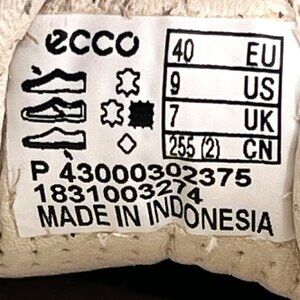 ecco
40 EU
9 US
7 UK
255 (2) CN
P 43000302375
1831003274
MADE IN INDONESIA